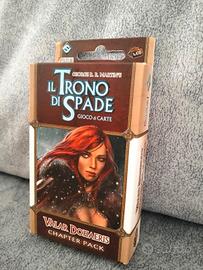 GEORGE R. R. MARTIN'S
IL TRONO
DI SPADE
GIOCO DI CARTE
VALAR DOHAERIS
CHAPTER PACK